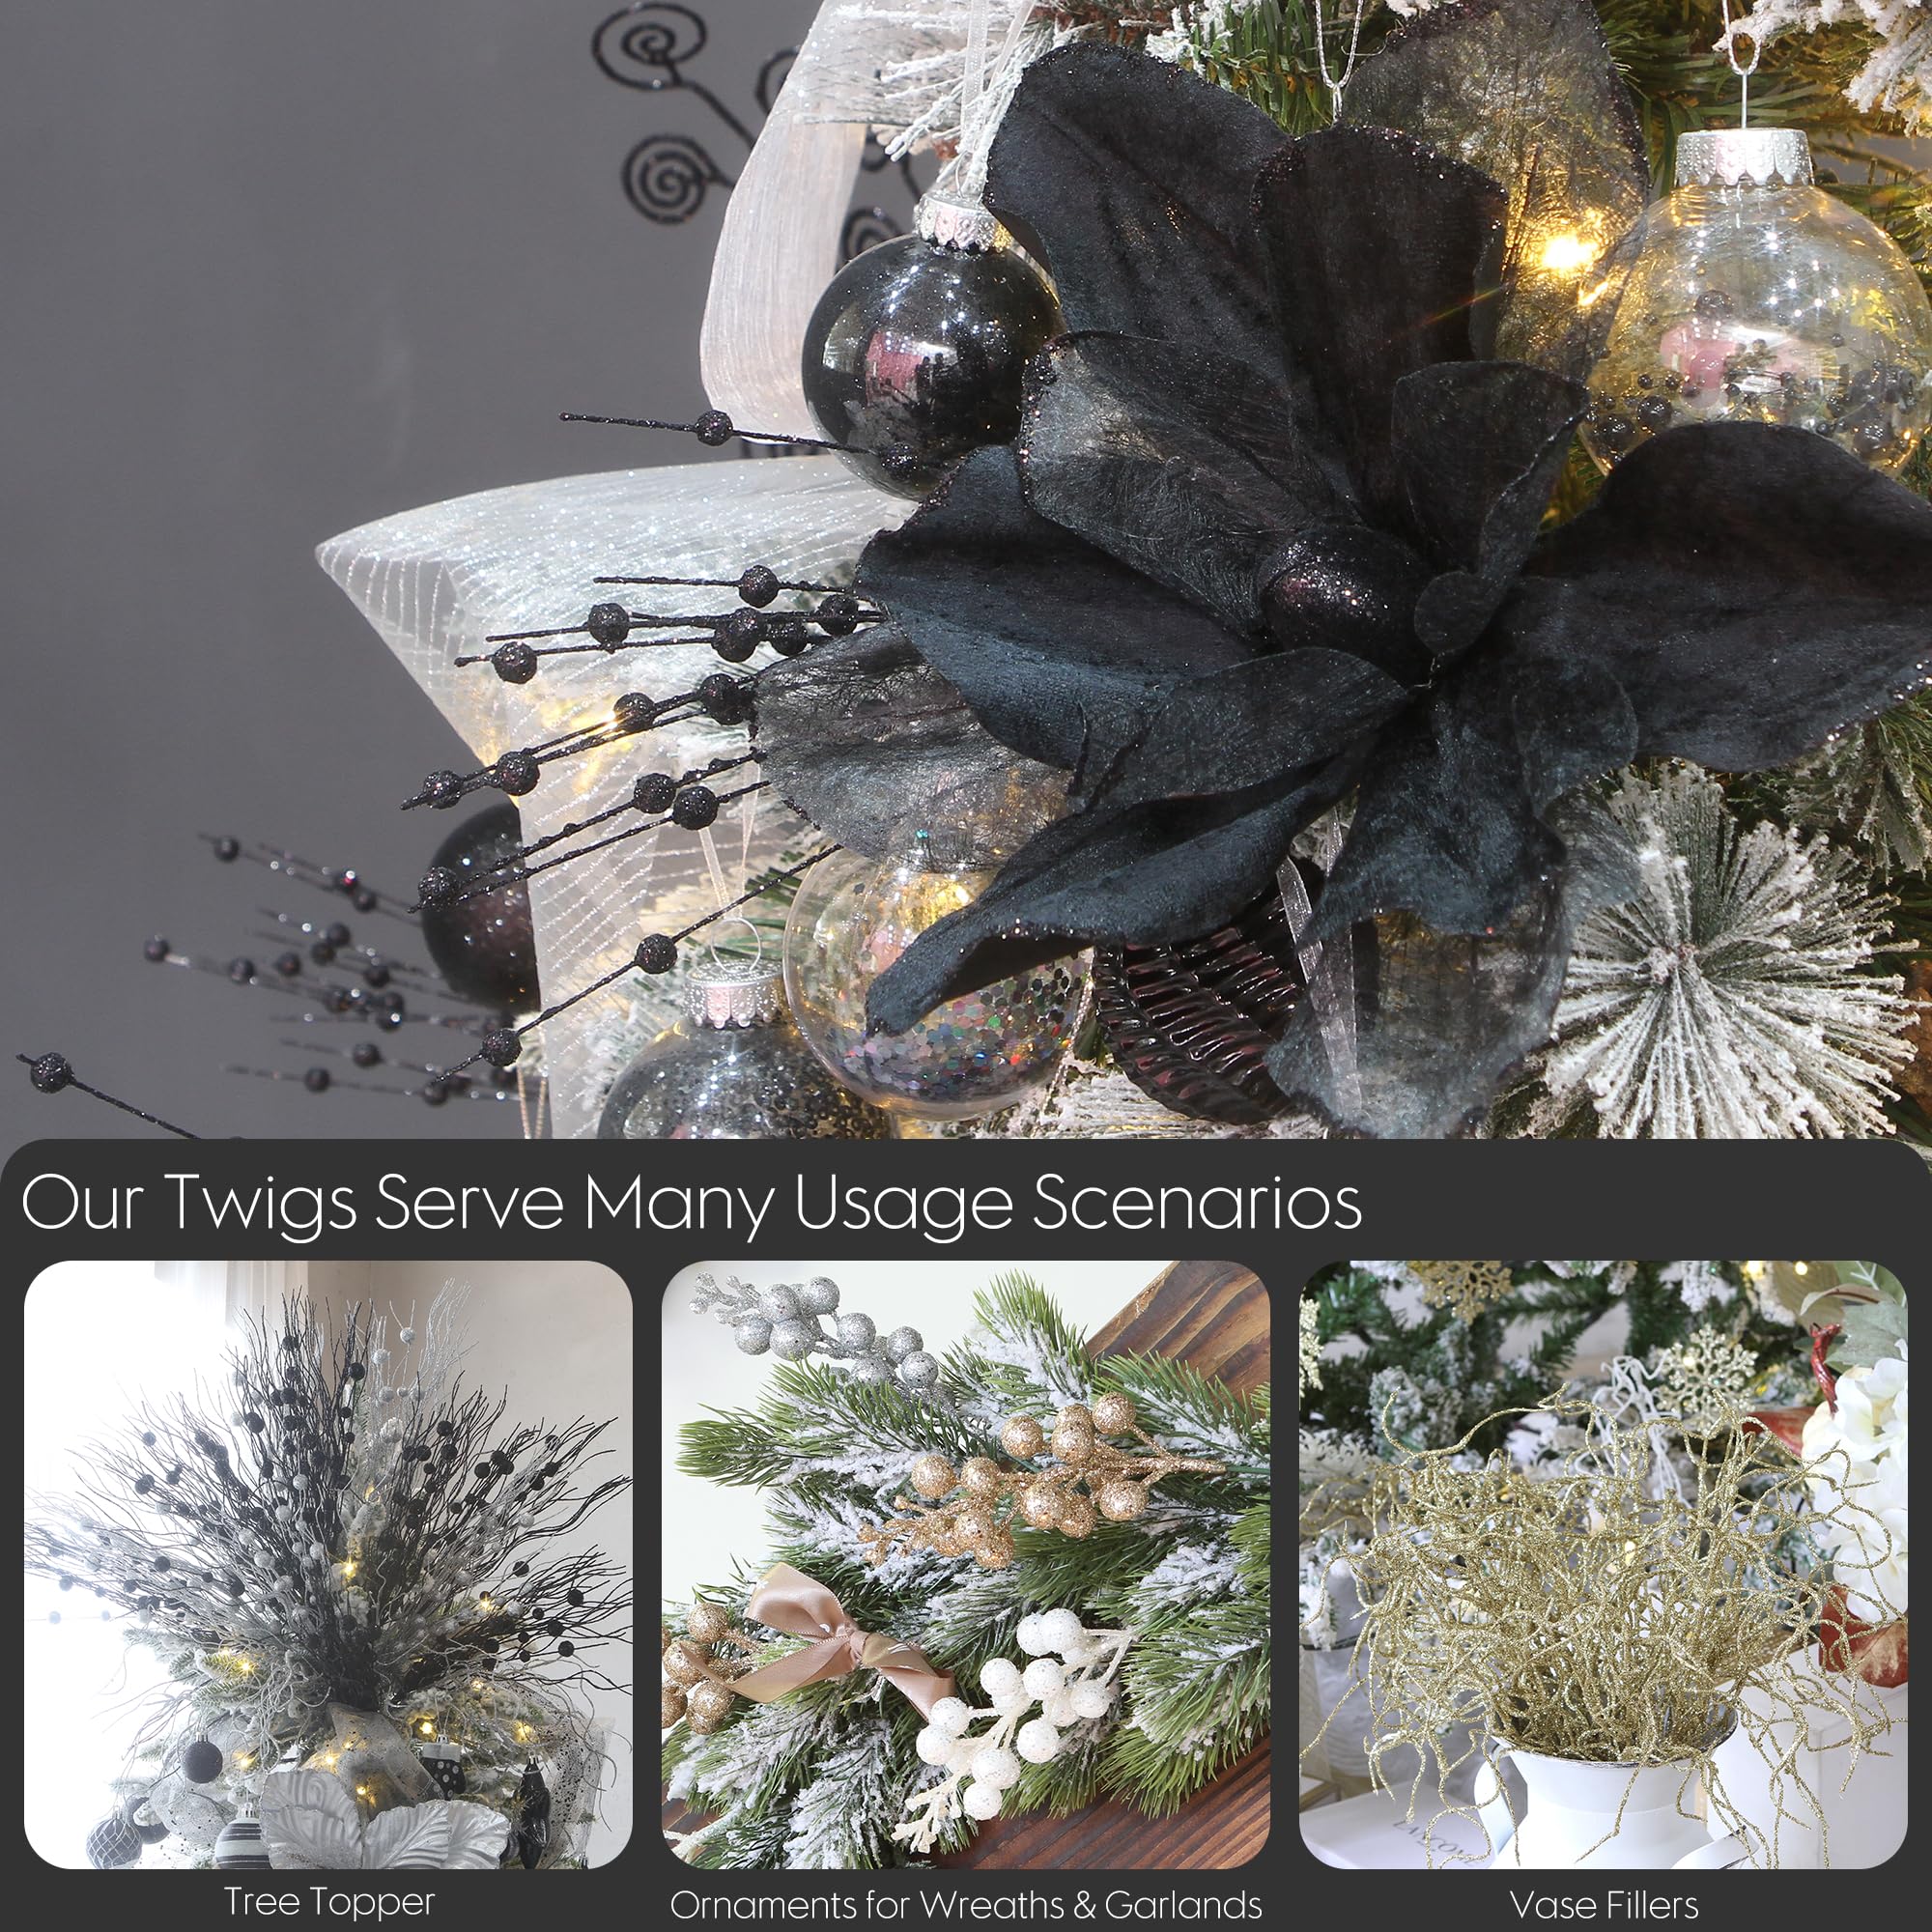 Our Twigs Serve Many Usage Scenarios
Tree Topper
Ornaments for Wreaths & Garlands
Vase Fillers